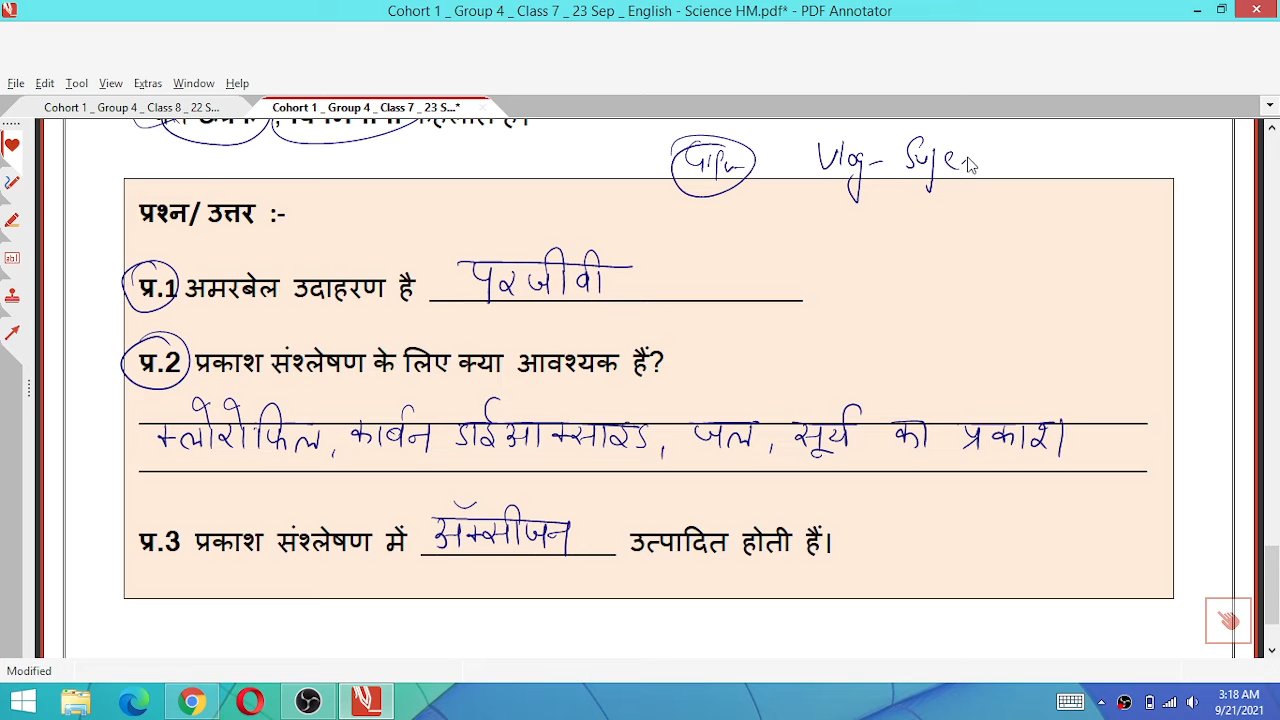 Cohort 1 _ Group 4 _ Class 7 _ 23 Sep _ English - Science HM.pdf* - PDF Annotator
File Edit Tool View Extras Window Help
Cohort 1 _ Group 4 _ Class 8 _ 22 S... Cohort 1 _ Group 4 _ Class 7 _ 23 S...*
Vlog-
प्रश्न/ उत्तर :-
प्र.1 अमरबेल उदाहरण है परजीवी
प्र.2 प्रकाश संश्लेषण के लिए क्या आवश्यक हैं?
क्लोरोफिल, कार्बन डाईआक्साइड, जल, सूर्य का प्रकाश।
प्र.3 प्रकाश संश्लेषण में ऑक्सीजन उत्पादित होती हैं।
Modified
3:18 AM
9/21/2021